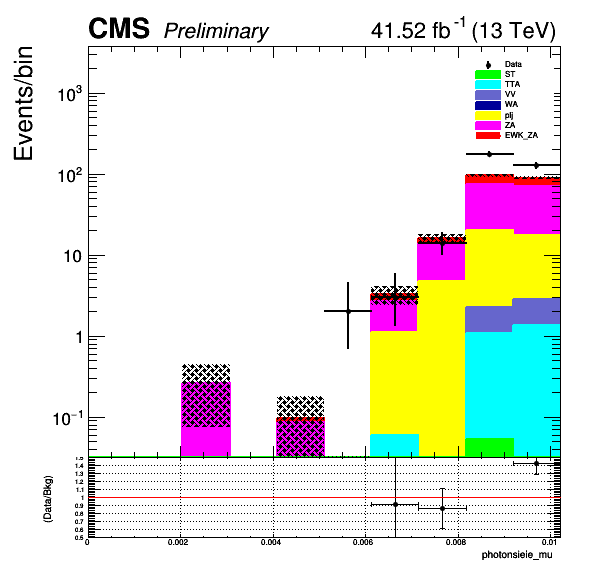 CMS Preliminary 41.52 fb⁻¹ (13 TeV)
Events/bin
10³
10²
10
1
10⁻¹
Data
ST
TTA
VV
WA
plj
ZA
EWK_ZA
(Data/Bkg)
1.5
1.4
1.3
1.2
1.1
1
0.9
0.8
0.7
0.6
0.5
0 0.002 0.004 0.006 0.008 0.01
photonsieie_mu